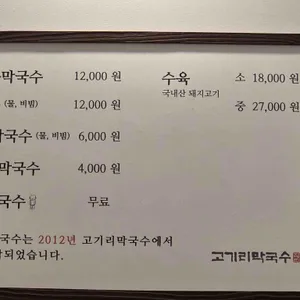 막국수 12,000 원
(물, 비빔) 12,000 원
막국수 (물, 비빔) 6,000 원
막국수 4,000 원
국수 무료
수육 소 18,000 원
국내산 돼지고기
중 27,000 원
국수는 2012년 고기리막국수에서
되었습니다.
고기리막국수